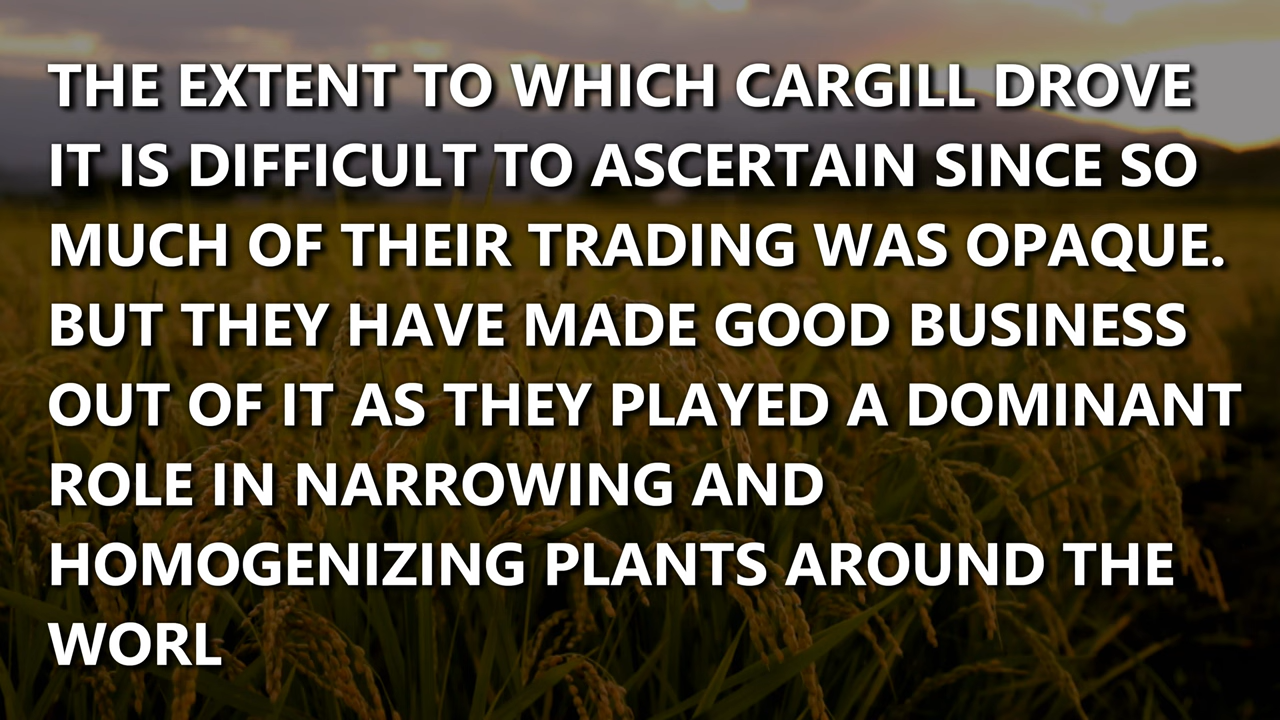 THE EXTENT TO WHICH CARGILL DROVE
IT IS DIFFICULT TO ASCERTAIN SINCE SO
MUCH OF THEIR TRADING WAS OPAQUE.
BUT THEY HAVE MADE GOOD BUSINESS
OUT OF IT AS THEY PLAYED A DOMINANT
ROLE IN NARROWING AND
HOMOGENIZING PLANTS AROUND THE
WORL